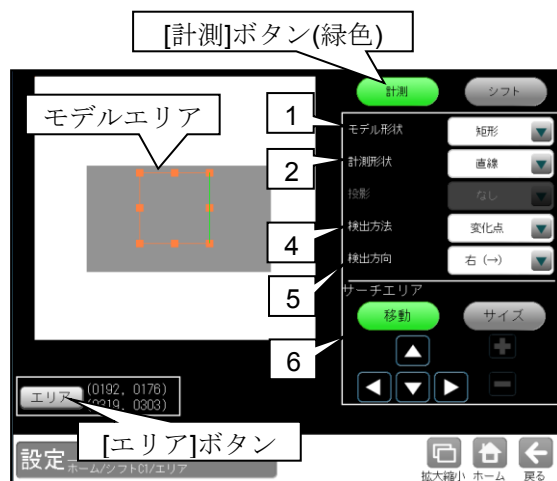 [計測]ボタン(緑色)
計測 シフト
モデルエリア
1 モデル形状 矩形
2 計測形状 直線
投影 なし
4 検出方法 変化点
5 検出方向 右 (→)
サーチエリア
6 移動 サイズ
エリア (0192, 0176)
(0319, 0303)
[エリア]ボタン
設定 ホーム/シフトC1/エリア
拡大縮小 ホーム 戻る